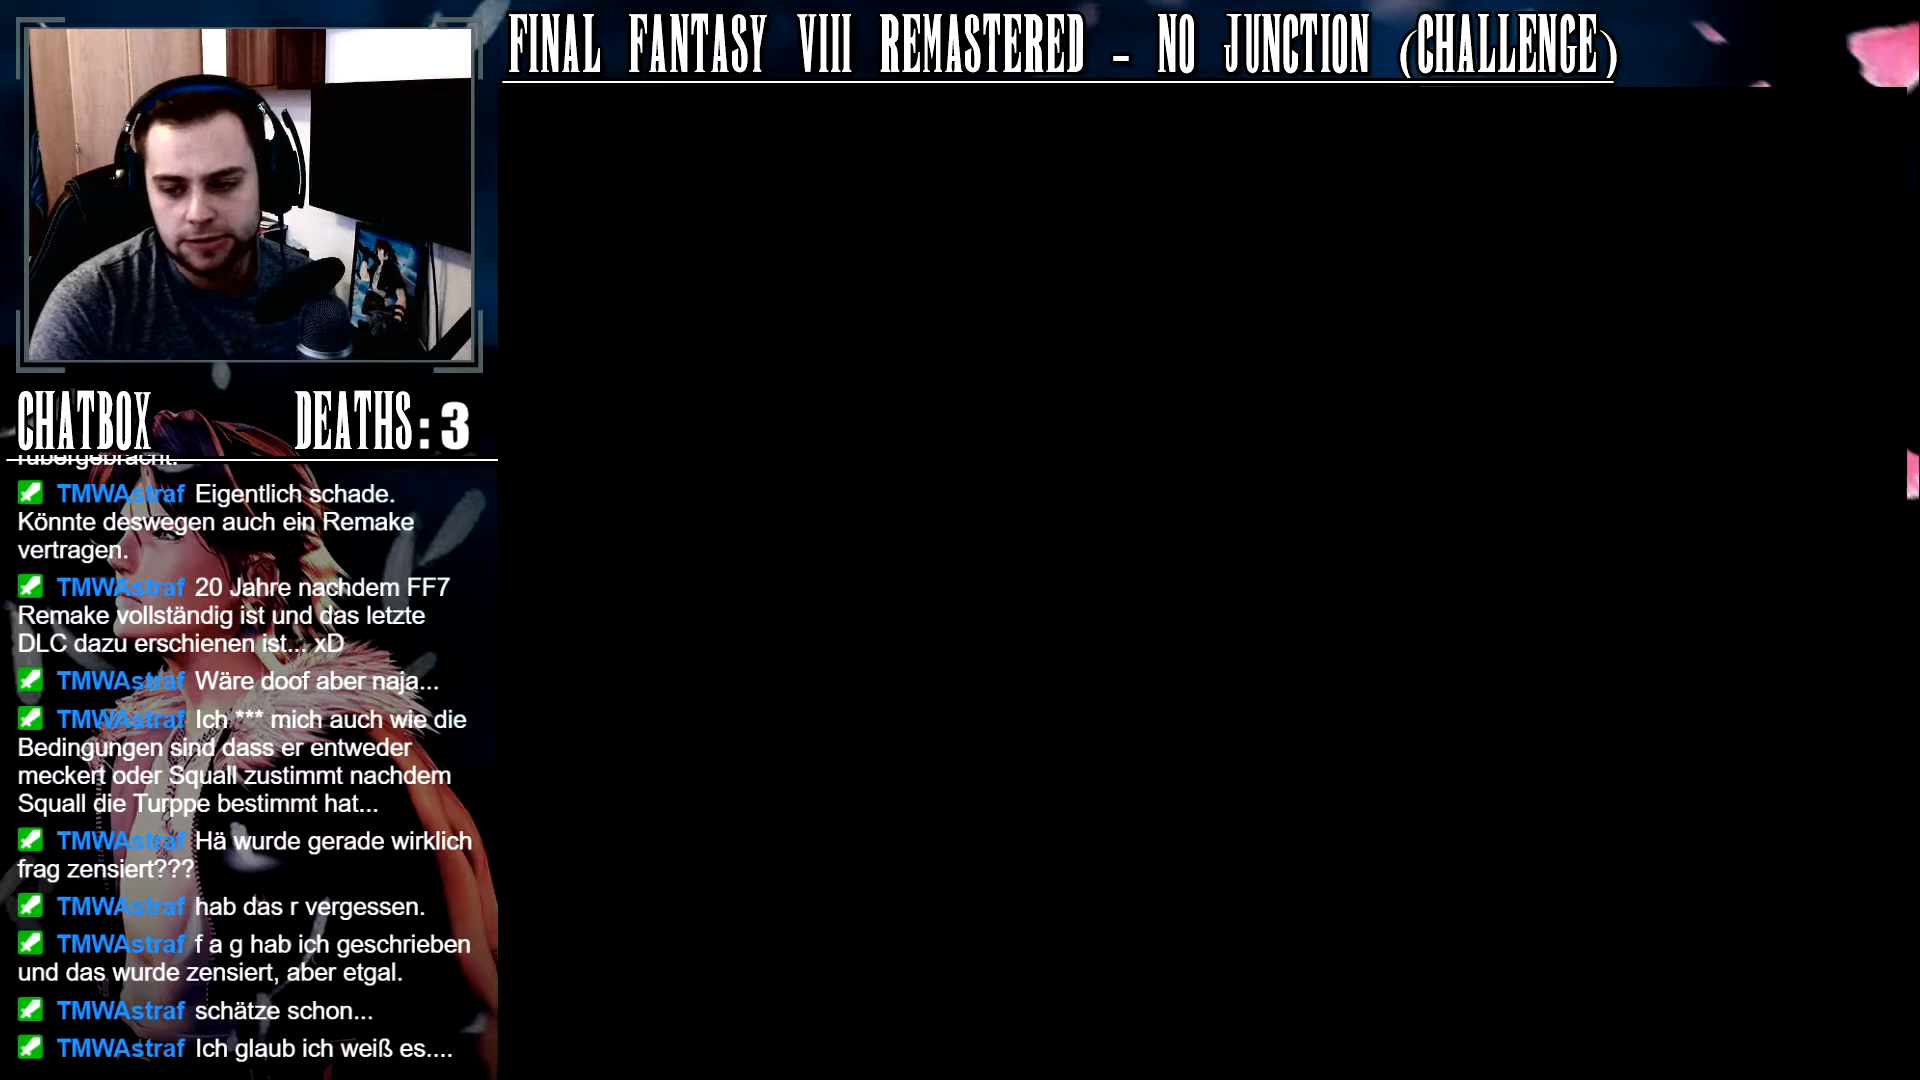 FINAL FANTASY VIII REMASTERED - NO JUNCTION (CHALLENGE)
CHATBOX DEATHS:3
rübergebracht.
TMWAstraf Eigentlich schade.
Könnte deswegen auch ein Remake
vertragen.
TMWAstraf 20 Jahre nachdem FF7
Remake vollständig ist und das letzte
DLC dazu erschienen ist... xD
TMWAstraf Wäre doof aber naja...
TMWAstraf Ich *** mich auch wie die
Bedingungen sind dass er entweder
meckert oder Squall zustimmt nachdem
Squall die Turppe bestimmt hat...
TMWAstraf Hä wurde gerade wirklich
frag zensiert???
TMWAstraf hab das r vergessen.
TMWAstraf f a g hab ich geschrieben
und das wurde zensiert, aber etgal.
TMWAstraf schätze schon...
TMWAstraf Ich glaub ich weiß es....